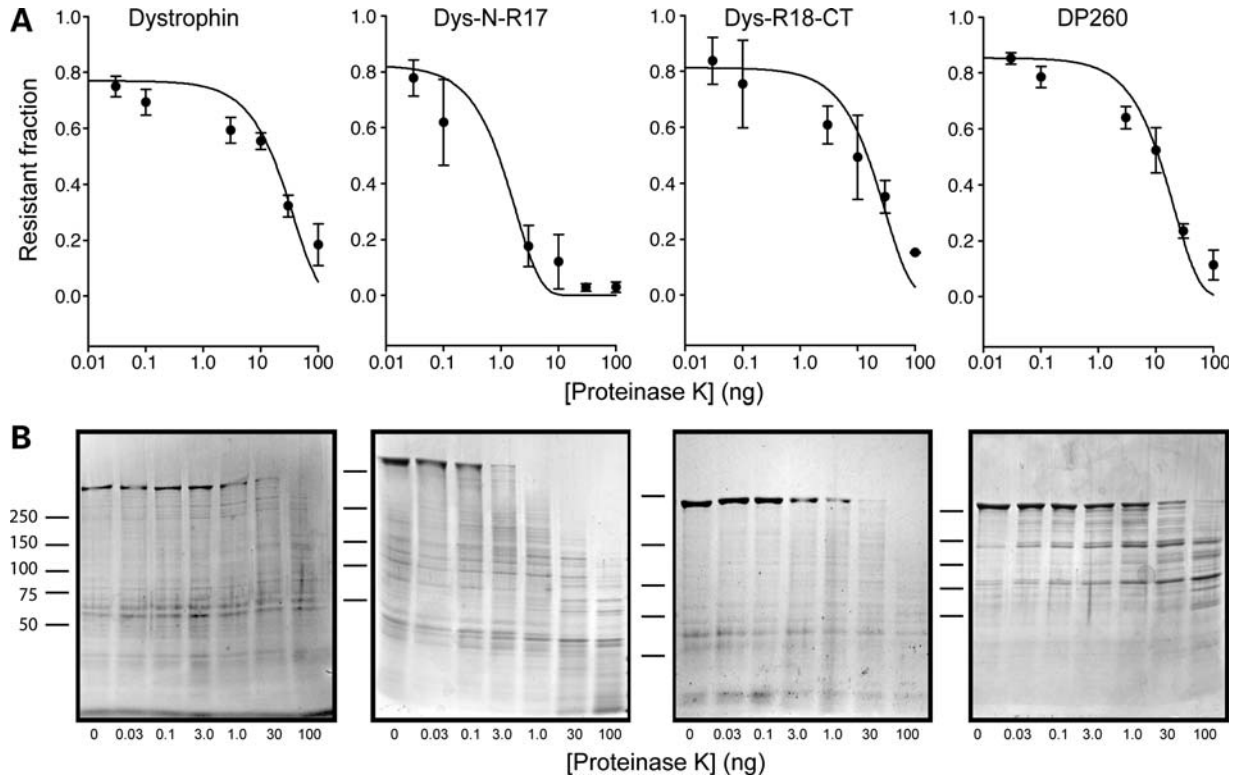 A
Dystrophin Dys-N-R17 Dys-R18-CT DP260
Resistant fraction
1.0 1.0 1.0 1.0
0.8 0.8 0.8 0.8
0.6 0.6 0.6 0.6
0.4 0.4 0.4 0.4
0.2 0.2 0.2 0.2
0.0 0.0 0.0 0.0
0.01 0.1 1.0 10 100 0.01 0.1 1.0 10 100 0.01 0.1 1.0 10 100 0.01 0.1 1.0 10 100
[Proteinase K] (ng)
B
250
150
100
75
50
0 0.03 0.1 3.0 1.0 30 100 0 0.03 0.1 3.0 1.0 30 100 0 0.03 0.1 3.0 1.0 30 100 0 0.03 0.1 3.0 1.0 30 100
[Proteinase K] (ng)